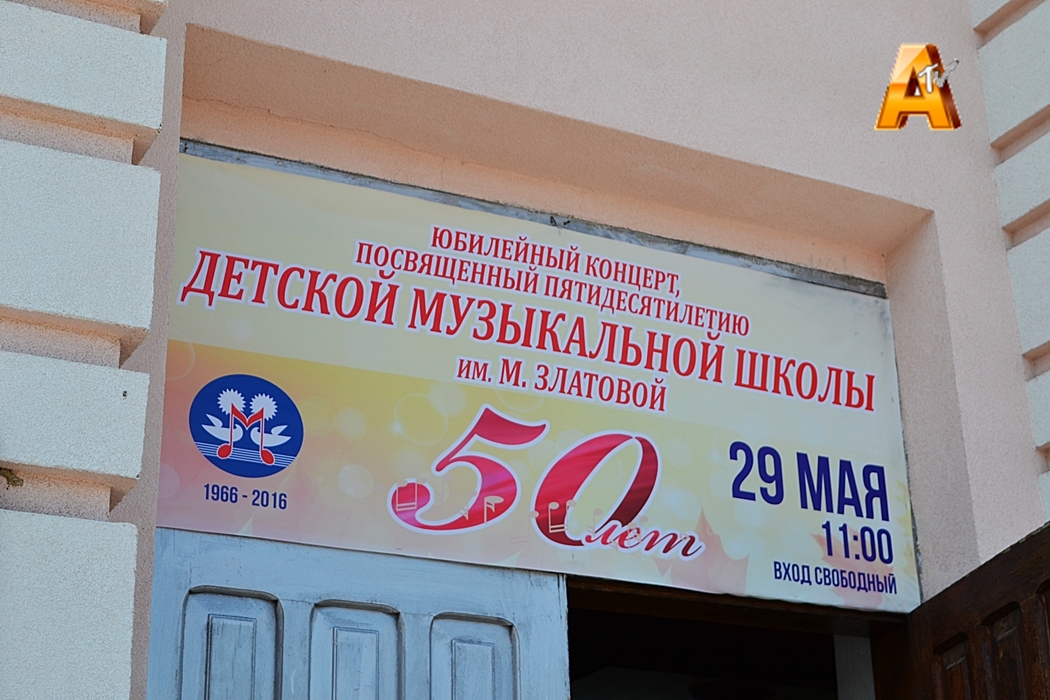 ЮБИЛЕЙНЫЙ КОНЦЕРТ,
ПОСВЯЩЕННЫЙ ПЯТИДЕСЯТИЛЕТИЮ
ДЕТСКОЙ МУЗЫКАЛЬНОЙ ШКОЛЫ
им. М. ЗЛАТОВОЙ
1966 - 2016
50 лет
29 МАЯ
11:00
ВХОД СВОБОДНЫЙ
ATV